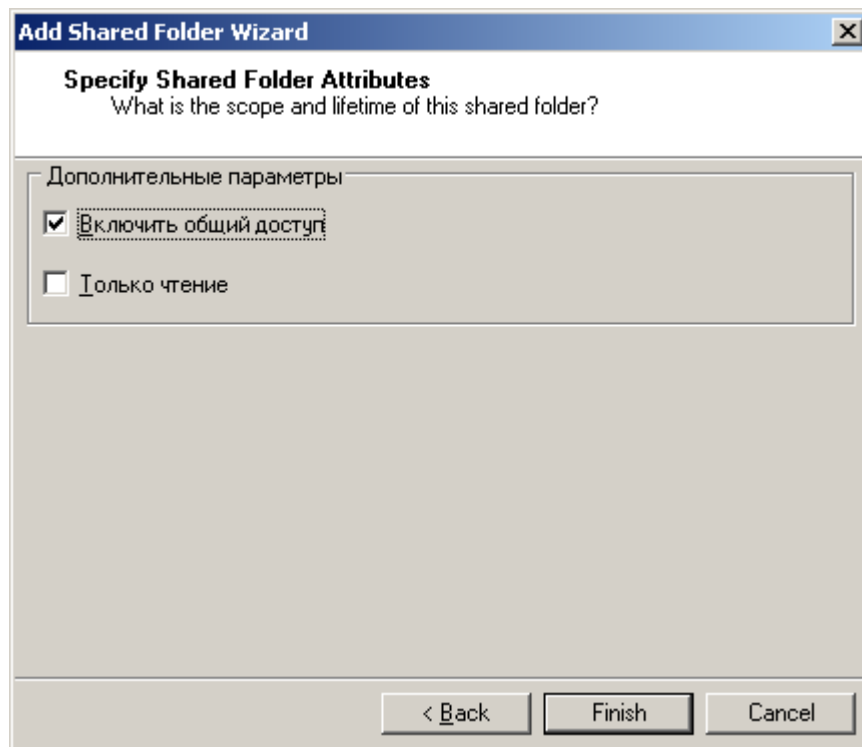 Add Shared Folder Wizard
Specify Shared Folder Attributes
What is the scope and lifetime of this shared folder?
Дополнительные параметры
Включить общий доступ
Только чтение
< Back Finish Cancel